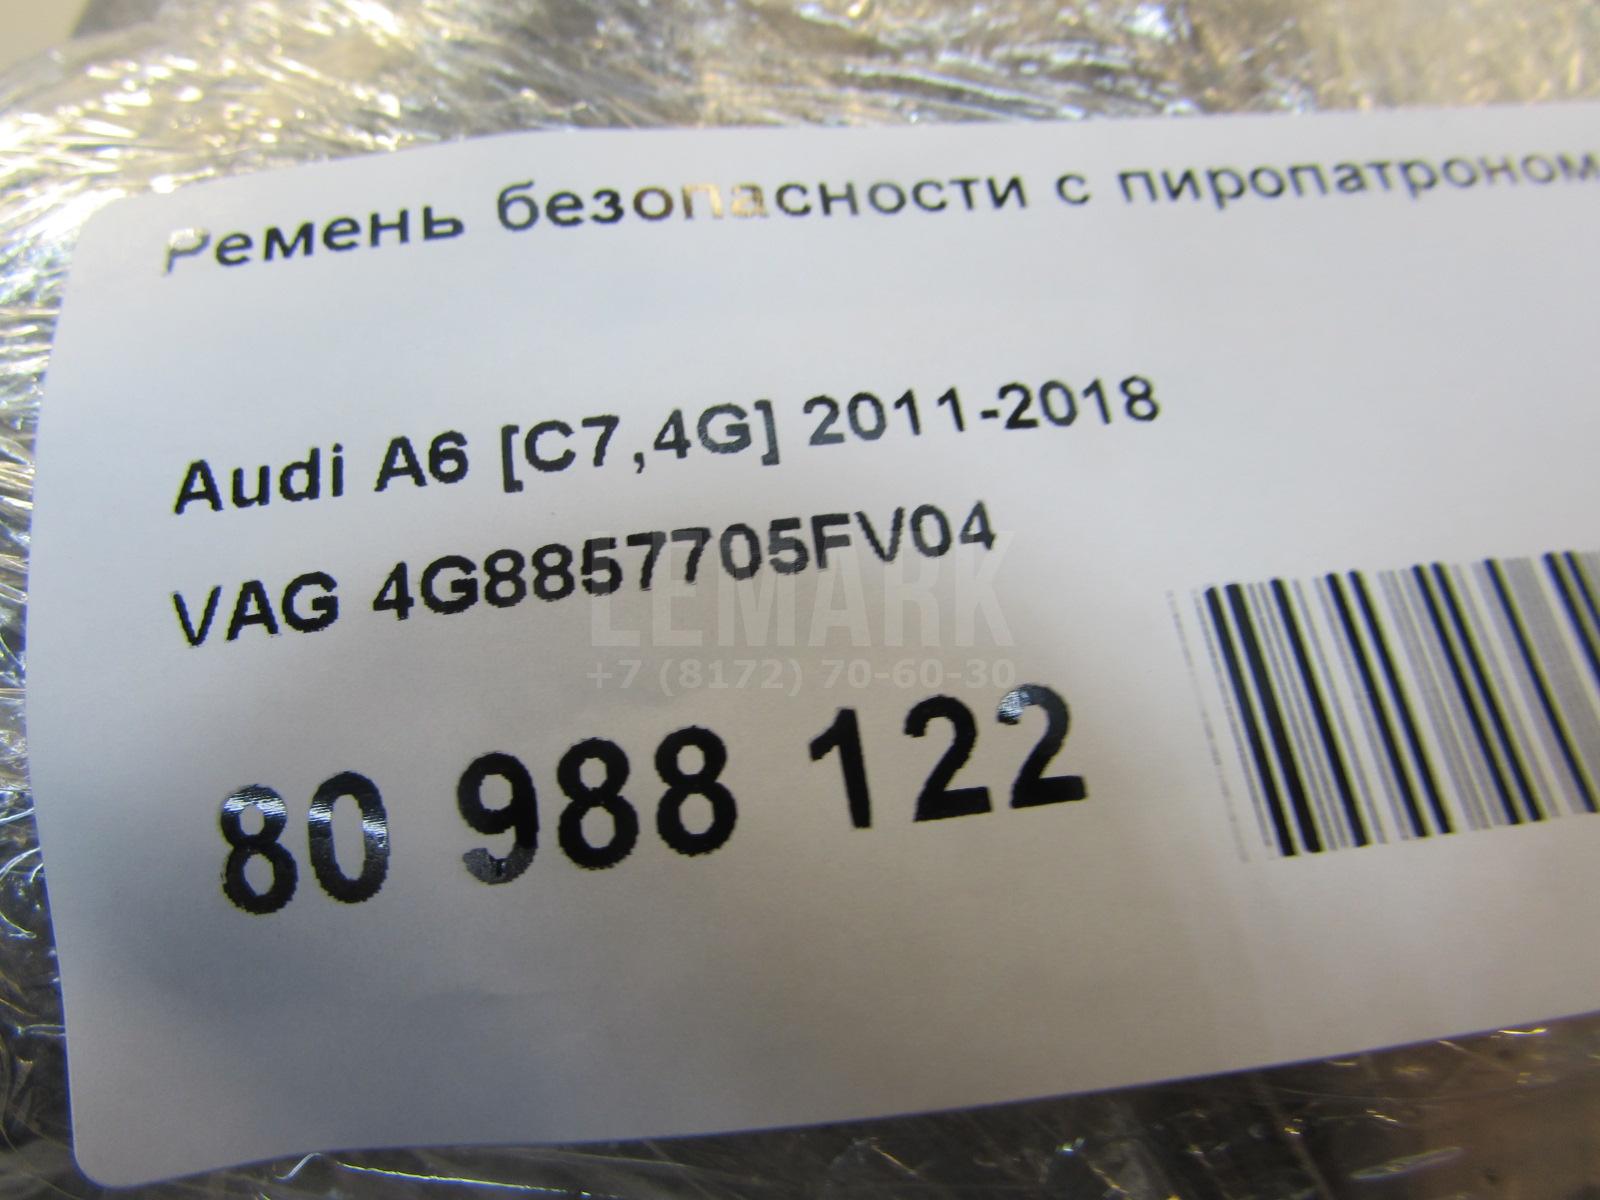 Ремень безопасности с пиропатроном
Audi A6 [C7,4G] 2011-2018
VAG 4G8857705FV04
LEMARK
+7 (8172) 70-60-30
80 988 122